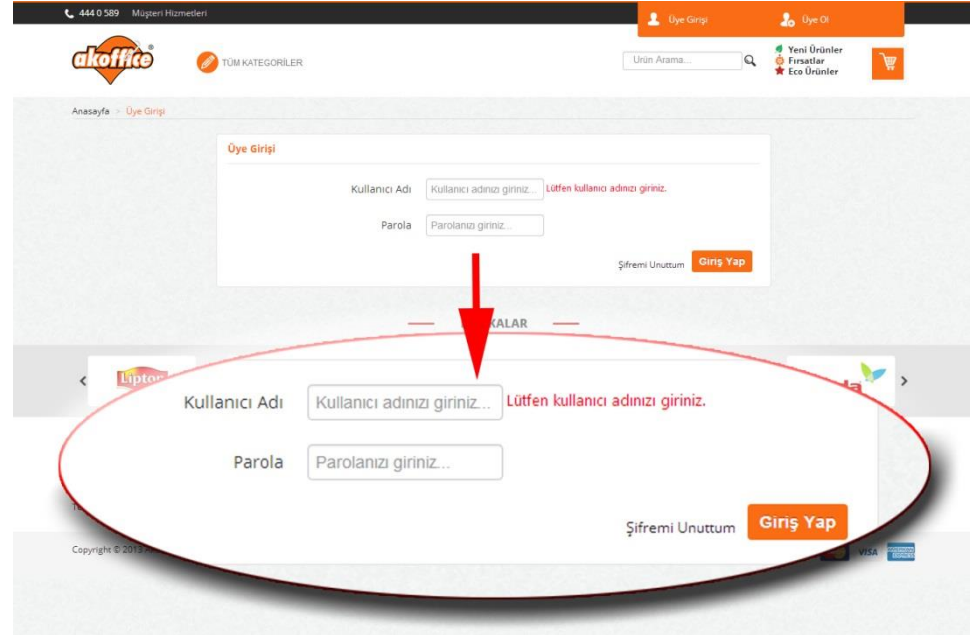 444 0 589 Müşteri Hizmetleri
Üye Girişi Üye Ol
akoffice
TÜM KATEGORİLER
Ürün Arama...
Yeni Ürünler
Fırsatlar
Eco Ürünler
Anasayfa > Üye Girişi
Üye Girişi
Kullanıcı Adı Kullanıcı adınızı giriniz... Lütfen kullanıcı adınızı giriniz.
Parola Parolanızı giriniz...
Şifremi Unuttum Giriş Yap
KALAR
Lipton
Kullanıcı Adı Kullanıcı adınızı giriniz... Lütfen kullanıcı adınızı giriniz.
Parola Parolanızı giriniz...
Şifremi Unuttum Giriş Yap
Copyright © 2013
VISA